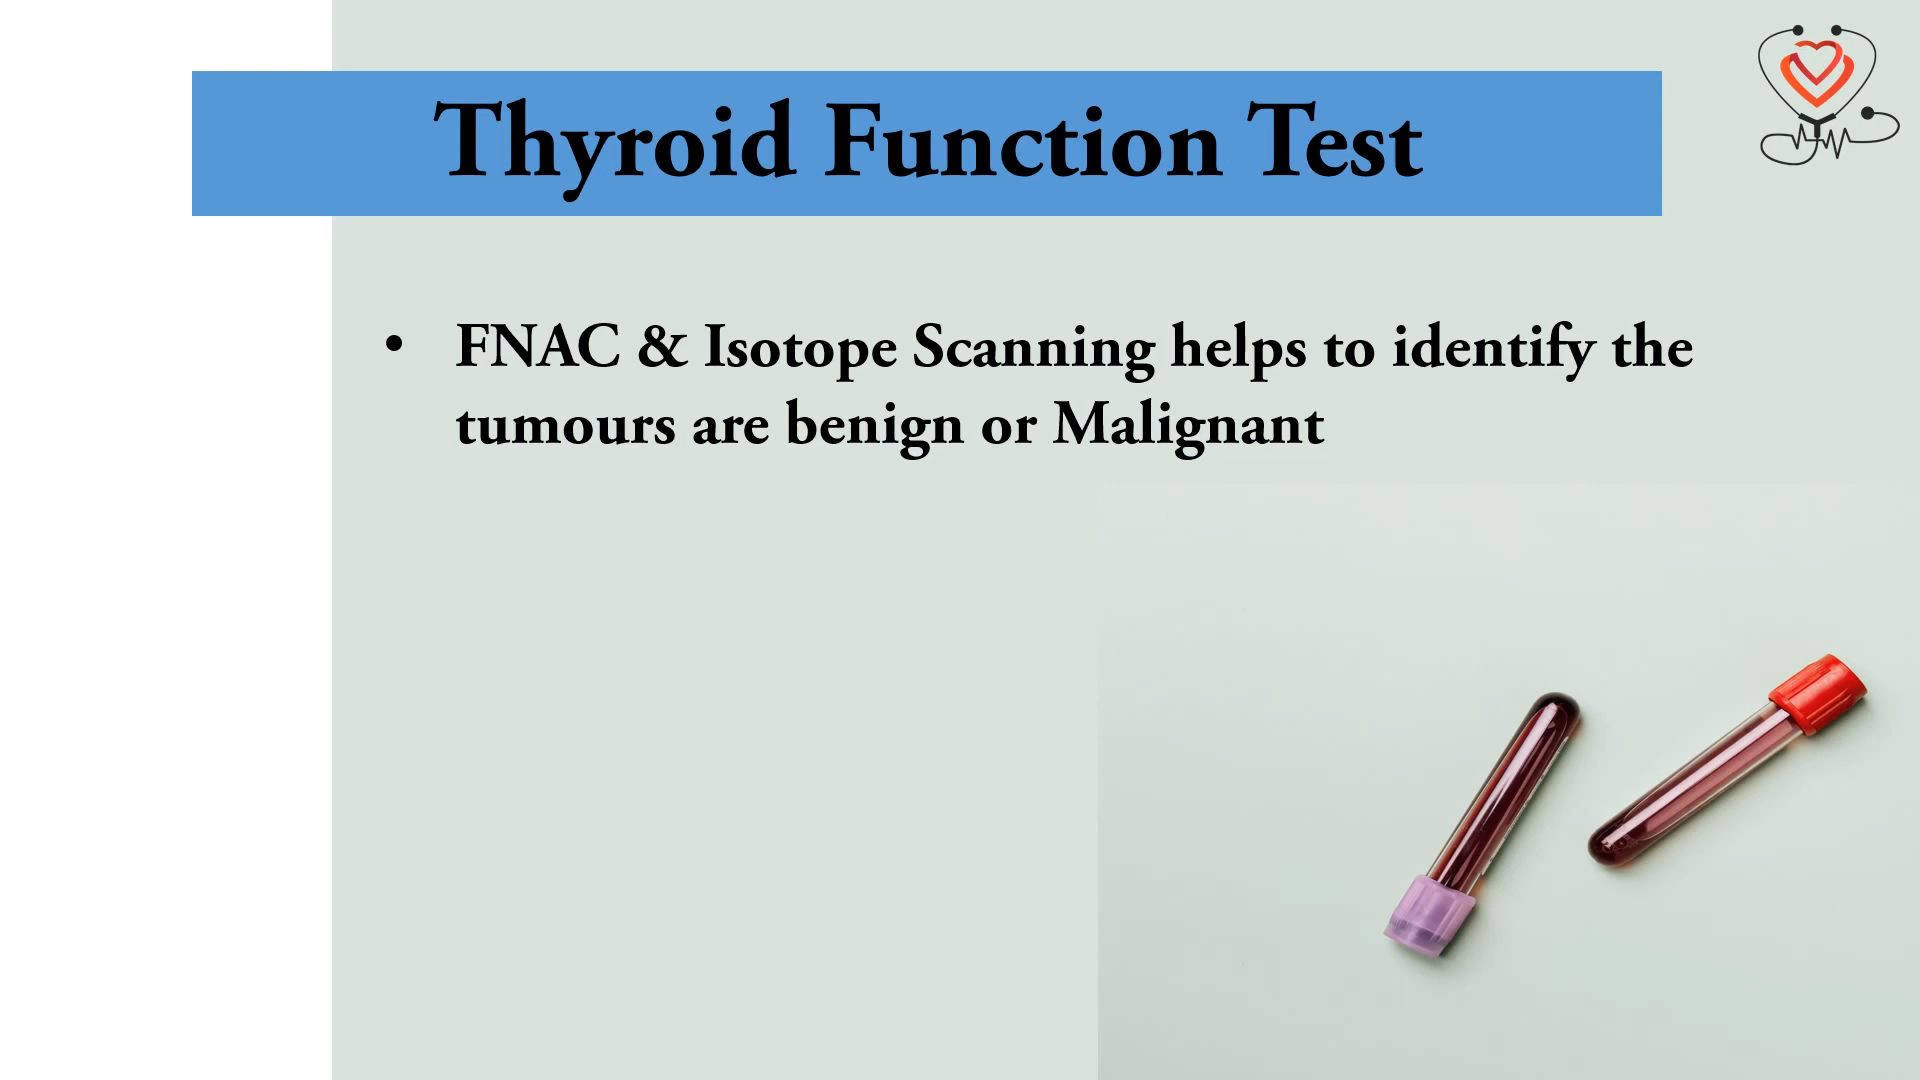 Thyroid Function Test
• FNAC & Isotope Scanning helps to identify the
tumours are benign or Malignant